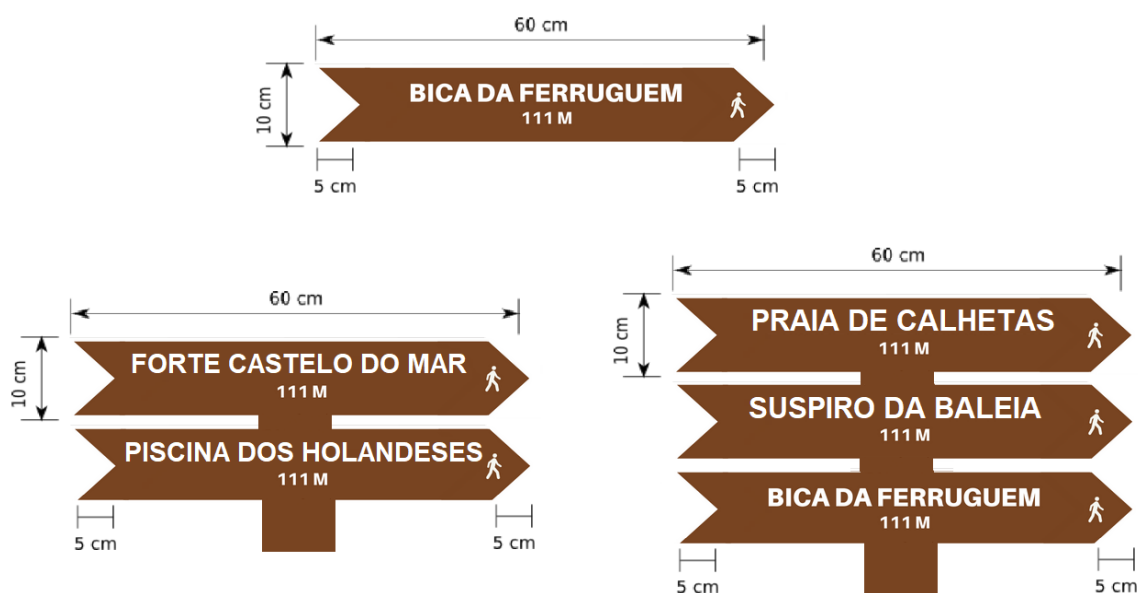 60 cm
10 cm
BICA DA FERRUGUEM
111 M
5 cm
5 cm
60 cm
10 cm
FORTE CASTELO DO MAR
111 M
PISCINA DOS HOLANDESES
111 M
5 cm
5 cm
60 cm
10 cm
PRAIA DE CALHETAS
111 M
SUSPIRO DA BALEIA
111 M
BICA DA FERRUGUEM
111 M
5 cm
5 cm